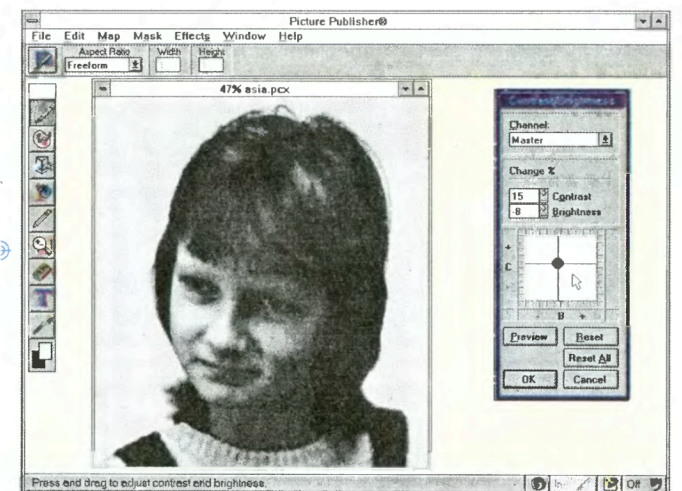 Picture Publisher®
File Edit Map Mask Effects Window Help
Aspect Ratio Width Height
Freeform
47% asia.pcx
Contrast/Brightness
Channel:
Master
Change %
15 Contrast
-8 Brightness
+
C
-
- B +
Preview Reset
Reset All
OK Cancel
Press and drag to adjust contrast and brightness. Off